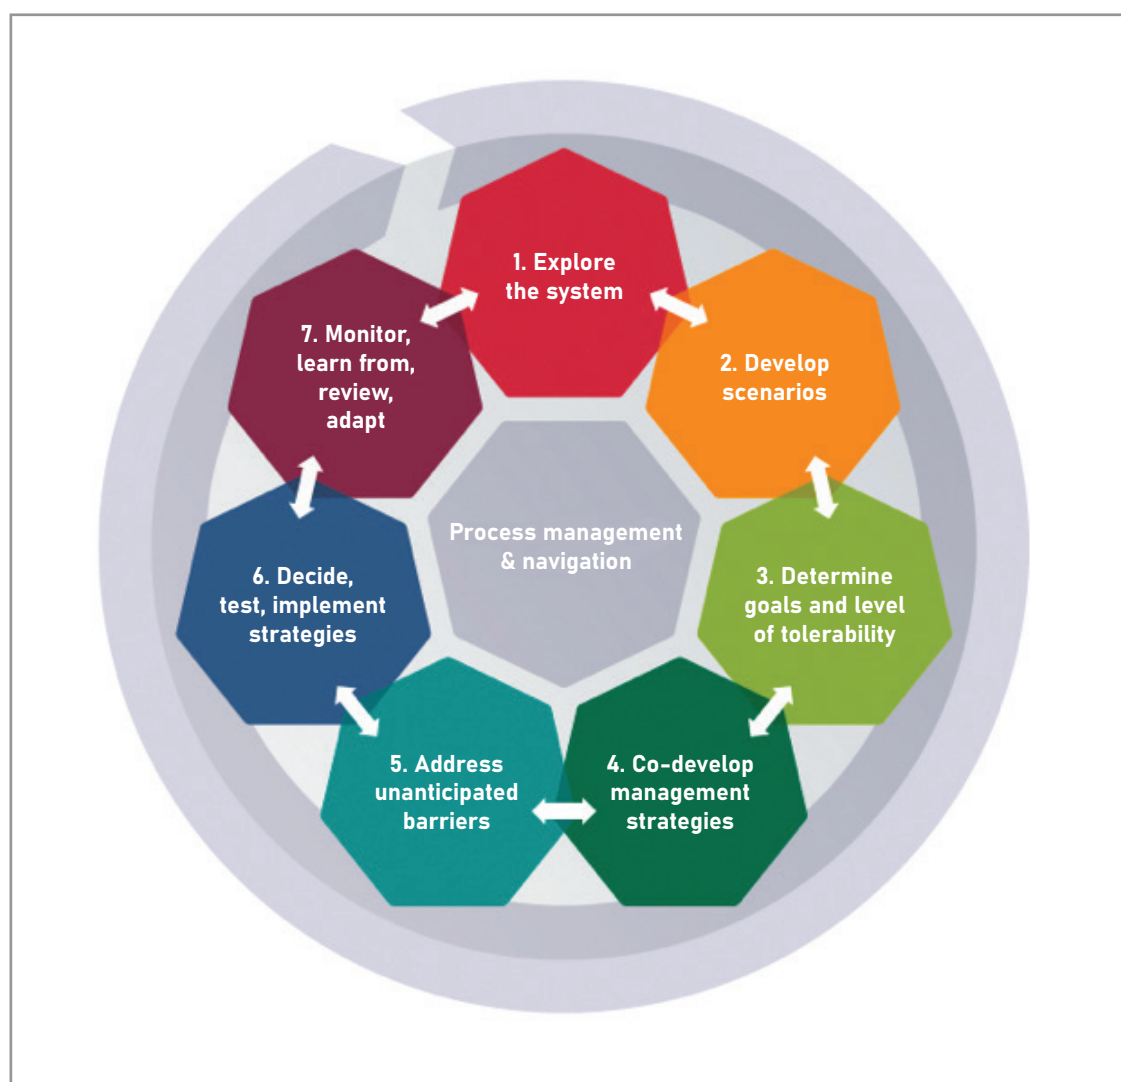 1. Explore
the system
2. Develop
scenarios
3. Determine
goals and level
of tolerability
4. Co-develop
management
strategies
5. Address
unanticipated
barriers
6. Decide,
test, implement
strategies
7. Monitor,
learn from,
review,
adapt
Process management
& navigation